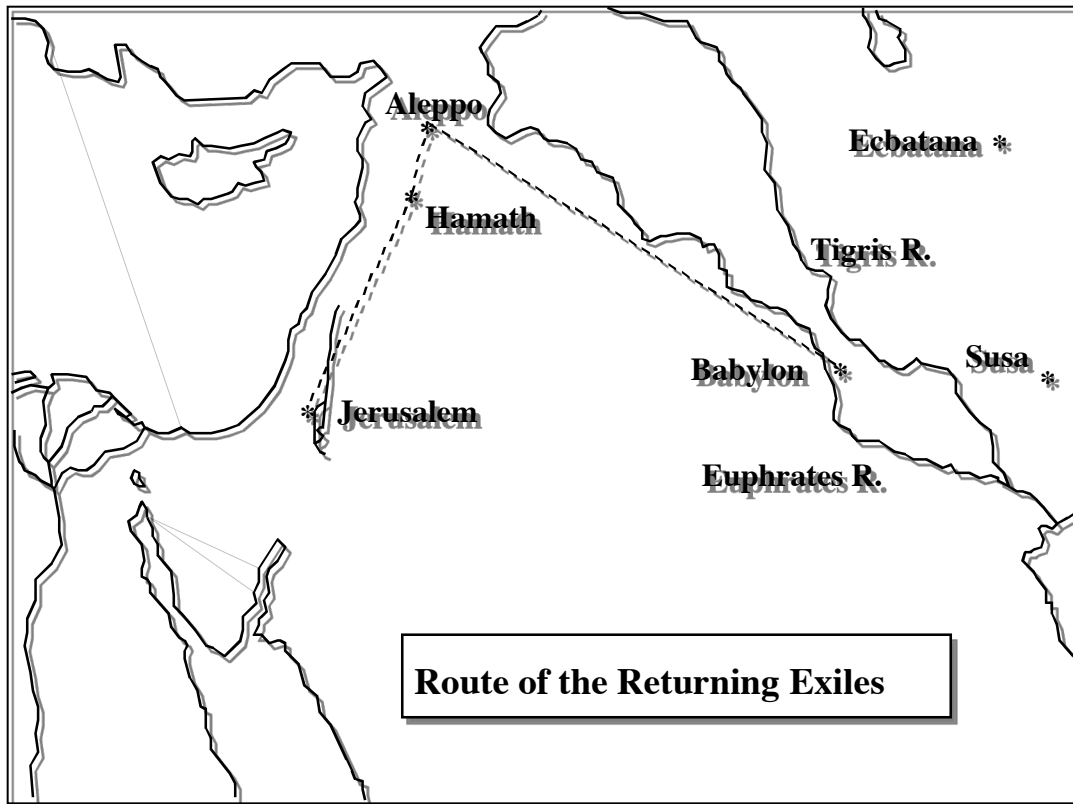 Aleppo
Ecbatana
Hamath
Tigris R.
Susa
Babylon
Jerusalem
Euphrates R.
Route of the Returning Exiles